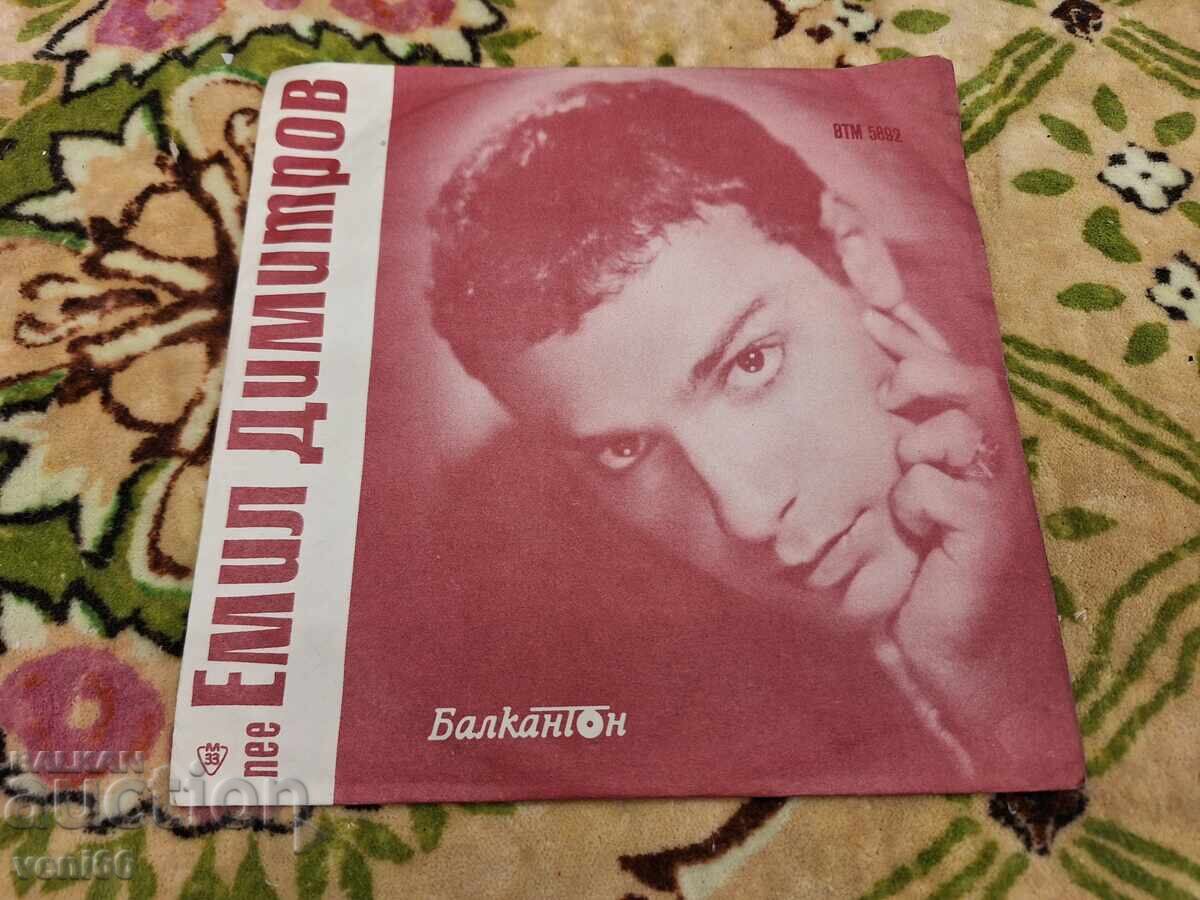 пее Емил Димитров
ВТМ 5892
Балкантон
М
33
BALKAN
auction
veni66